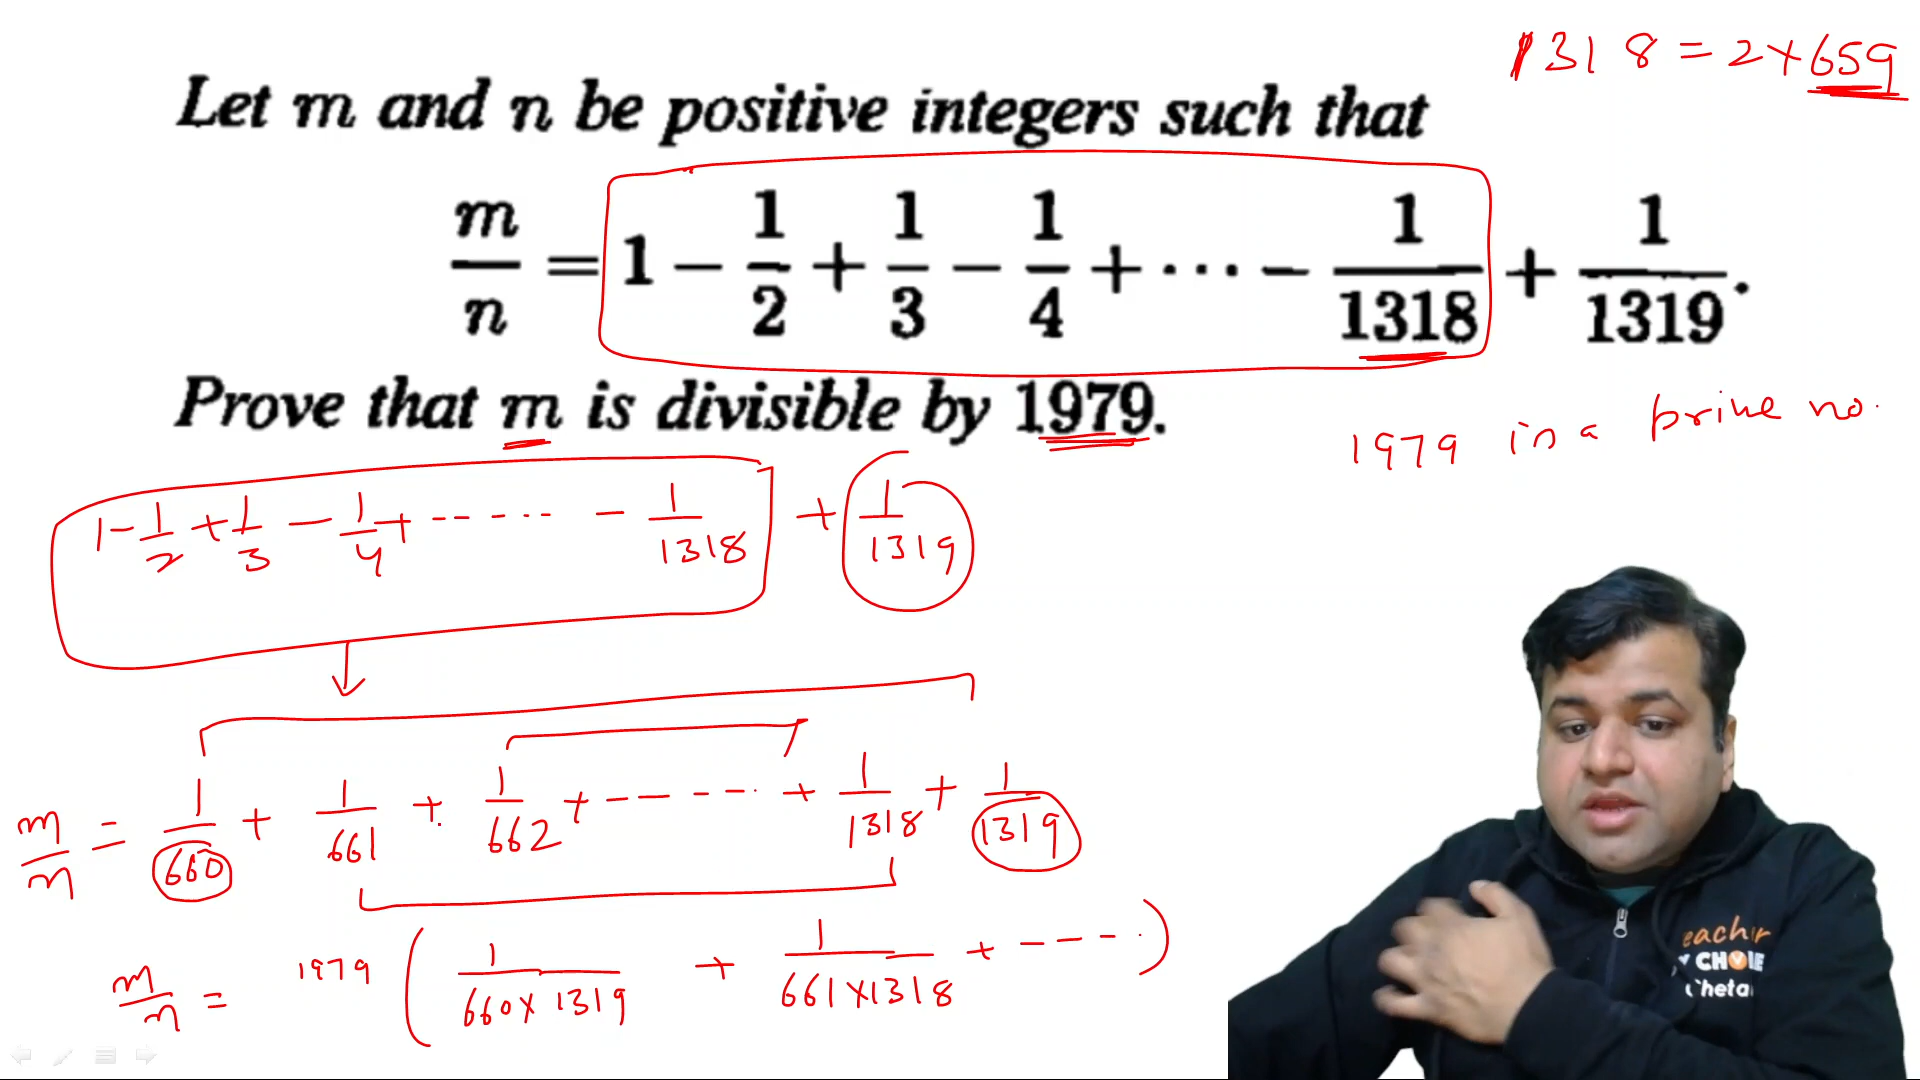 1318 = 2×659
Let m and n be positive integers such that
m/n = 1 − 1/2 + 1/3 − 1/4 + ··· − 1/1318 + 1/1319.
Prove that m is divisible by 1979.
1979 is a prime no.
1 - 1/2 + 1/3 - 1/4 + ------ - 1/1318 + 1/1319
m/n = 1/660 + 1/661 + 1/662 + ----- + 1/1318 + 1/1319
m/n = 1979 ( 1/660×1319 + 1/661×1318 + ---- )
eacher
Y CHOICE
Chetan